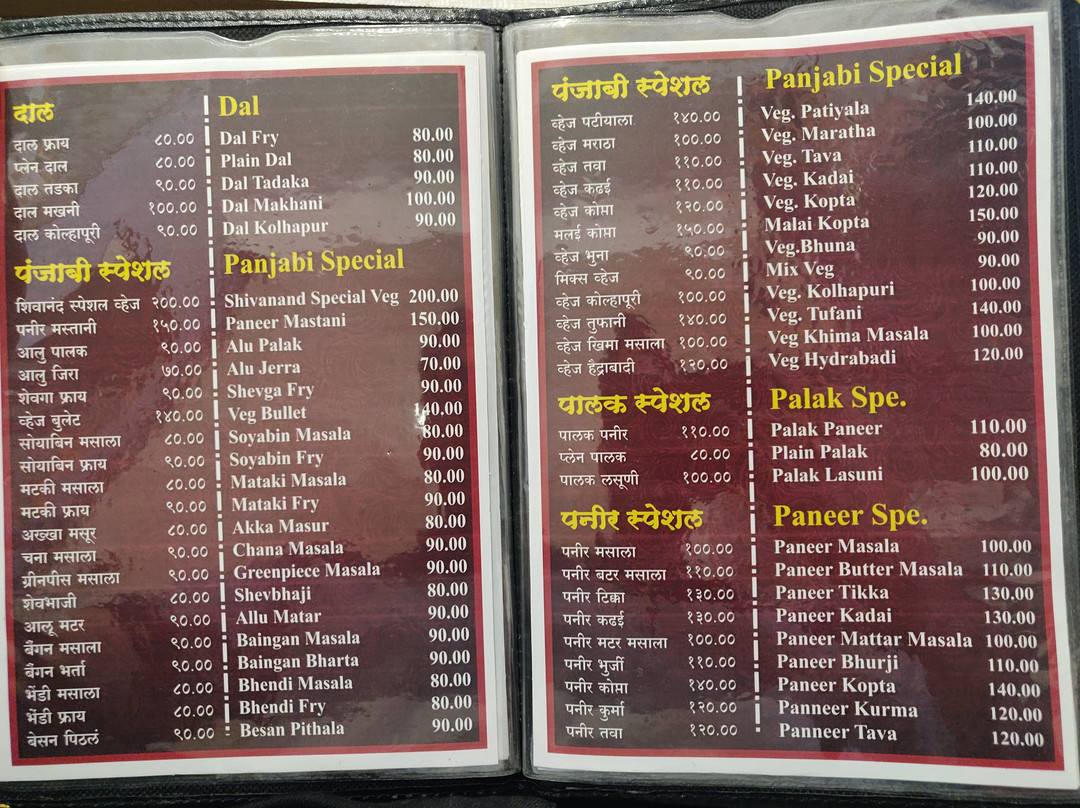 दाल
दाल फ्राय ८०.००
प्लेन दाल ८०.००
दाल तडका ९०.००
दाल मखनी १००.००
दाल कोल्हापूरी ९०.००
पंजाबी स्पेशल
शिवानंद स्पेशल व्हेज २००.००
पनीर मस्तानी १५०.००
आलु पालक ९०.००
आलु जिरा ७०.००
शेवगा फ्राय ९०.००
व्हेज बुलेट १४०.००
सोयाबिन मसाला ८०.००
सोयाबिन फ्राय ९०.००
मटकी मसाला ८०.००
मटकी फ्राय ९०.००
अख्खा मसूर ८०.००
चना मसाला ९०.००
ग्रीनपीस मसाला ९०.००
शेवभाजी ८०.००
आलू मटर ९०.००
बैंगन मसाला ९०.००
बैंगन भर्ता ९०.००
भेंडी मसाला ८०.००
भेंडी फ्राय ८०.००
बेसन पिठलं ९०.००
Dal
Dal Fry 80.00
Plain Dal 80.00
Dal Tadaka 90.00
Dal Makhani 100.00
Dal Kolhapur 90.00
Panjabi Special
Shivanand Special Veg 200.00
Paneer Mastani 150.00
Alu Palak 90.00
Alu Jerra 70.00
Shevga Fry 90.00
Veg Bullet 140.00
Soyabin Masala 80.00
Soyabin Fry 90.00
Mataki Masala 80.00
Mataki Fry 90.00
Akka Masur 80.00
Chana Masala 90.00
Greenpiece Masala 90.00
Shevbhaji 80.00
Allu Matar 90.00
Baingan Masala 90.00
Baingan Bharta 90.00
Bhendi Masala 80.00
Bhendi Fry 80.00
Besan Pithala 90.00
पंजाबी स्पेशल
व्हेज पटीयाला १४०.००
व्हेज मराठा १००.००
व्हेज तवा ११०.००
व्हेज कढई ११०.००
व्हेज कोप्ता १२०.००
मलई कोप्ता १५०.००
व्हेज भुना ९०.००
मिक्स व्हेज ९०.००
व्हेज कोल्हापूरी १००.००
व्हेज तुफानी १४०.००
व्हेज खिमा मसाला १००.००
व्हेज हैद्राबादी १२०.००
पालक स्पेशल
पालक पनीर ११०.००
प्लेन पालक ८०.००
पालक लसूणी १००.००
पनीर स्पेशल
पनीर मसाला १००.००
पनीर बटर मसाला ११०.००
पनीर टिक्का १३०.००
पनीर कढई १३०.००
पनीर मटर मसाला १००.००
पनीर भुर्जी ११०.००
पनीर कोप्ता १४०.००
पनीर कुर्मा १२०.००
पनीर तवा १२०.००
Panjabi Special
Veg. Patiyala 140.00
Veg. Maratha 100.00
Veg. Tava 110.00
Veg. Kadai 110.00
Veg. Kopta 120.00
Malai Kopta 150.00
Veg.Bhuna 90.00
Mix Veg 90.00
Veg. Kolhapuri 100.00
Veg. Tufani 140.00
Veg Khima Masala 100.00
Veg Hydrabadi 120.00
Palak Spe.
Palak Paneer 110.00
Plain Palak 80.00
Palak Lasuni 100.00
Paneer Spe.
Paneer Masala 100.00
Paneer Butter Masala 110.00
Paneer Tikka 130.00
Paneer Kadai 130.00
Paneer Mattar Masala 100.00
Paneer Bhurji 110.00
Paneer Kopta 140.00
Panneer Kurma 120.00
Panneer Tava 120.00